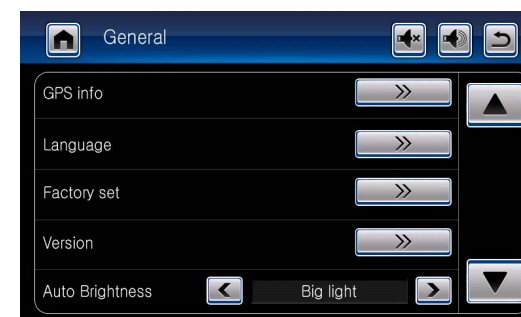 General
GPS info
Language
Factory set
Version
Auto Brightness Big light